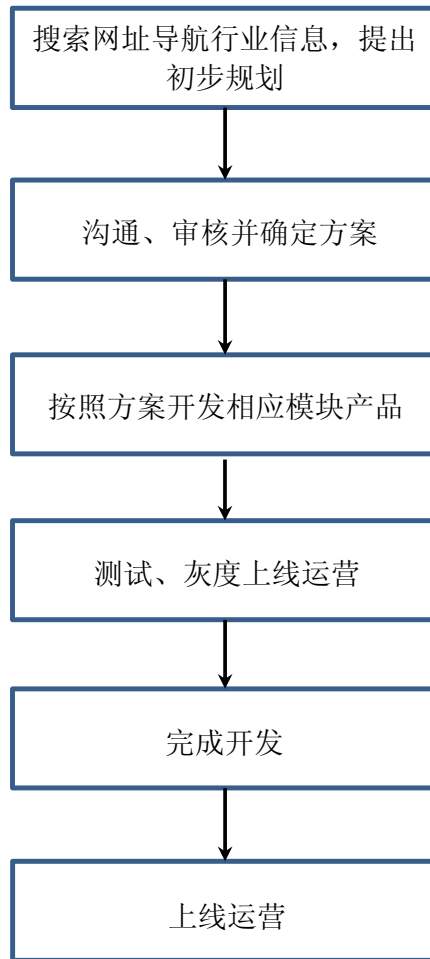 搜索网址导航行业信息，提出
初步规划
沟通、审核并确定方案
按照方案开发相应模块产品
测试、灰度上线运营
完成开发
上线运营